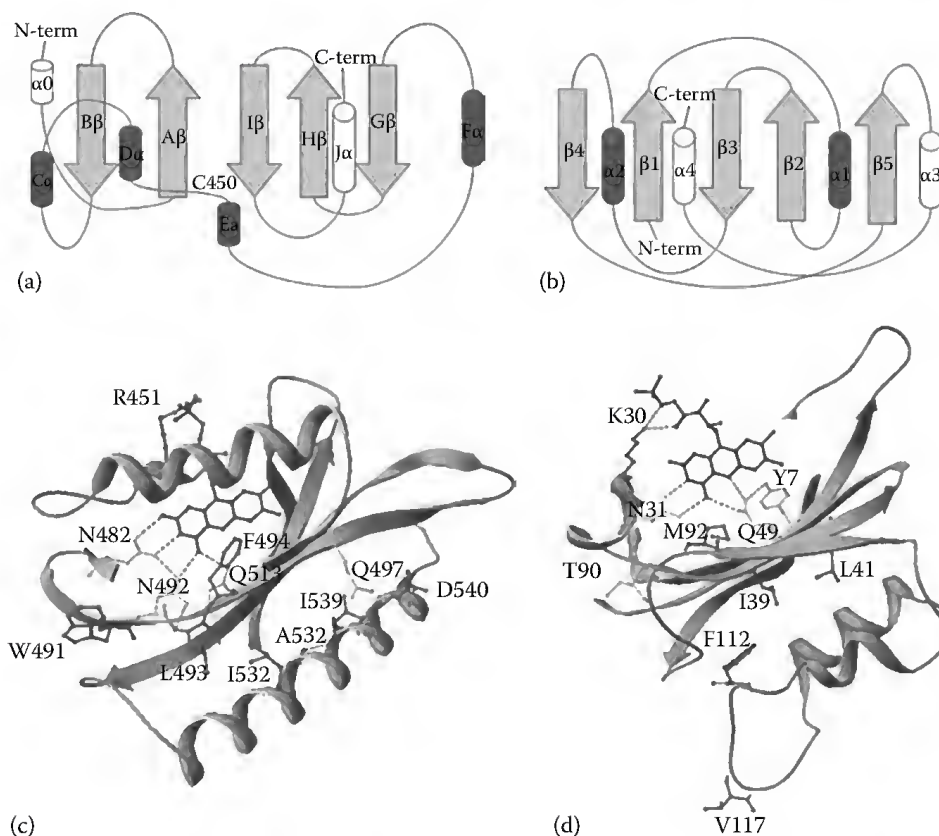 N-term
α0
Bβ
Cα
Dα
Aβ
C450
Eα
Iβ
Hβ
C-term
Jα
Gβ
Fα
(a)
β4
α2
C-term
β1
N-term
α4
β3
β2
α1
β5
α3
(b)
R451
N482
N492
F494
Q513
Q497
D540
I539
A532
W491
L493
I532
(c)
K30
N31
Y7
M92
Q49
T90
L41
I39
F112
V117
(d)